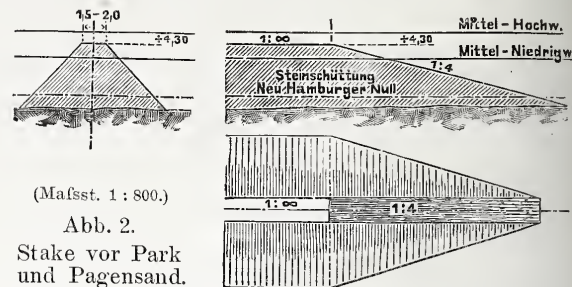 1,5-2,0
÷4,30
1:∞
÷4,30
Mittel-Hochw.
Mittel-Niedrigw
1:4
Steinschüttung
Neu Hamburger Null
(Maſsst. 1 : 800.)
Abb. 2.
Stake vor Park
und Pagensand.
1:∞
1:4